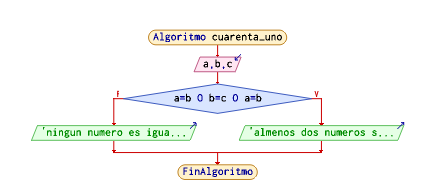 Algoritmo cuarenta_uno
a,b,c
F
V
a=b O b=c O a=b
'ningun numero es igua...
'almenos dos numeros s...
FinAlgoritmo